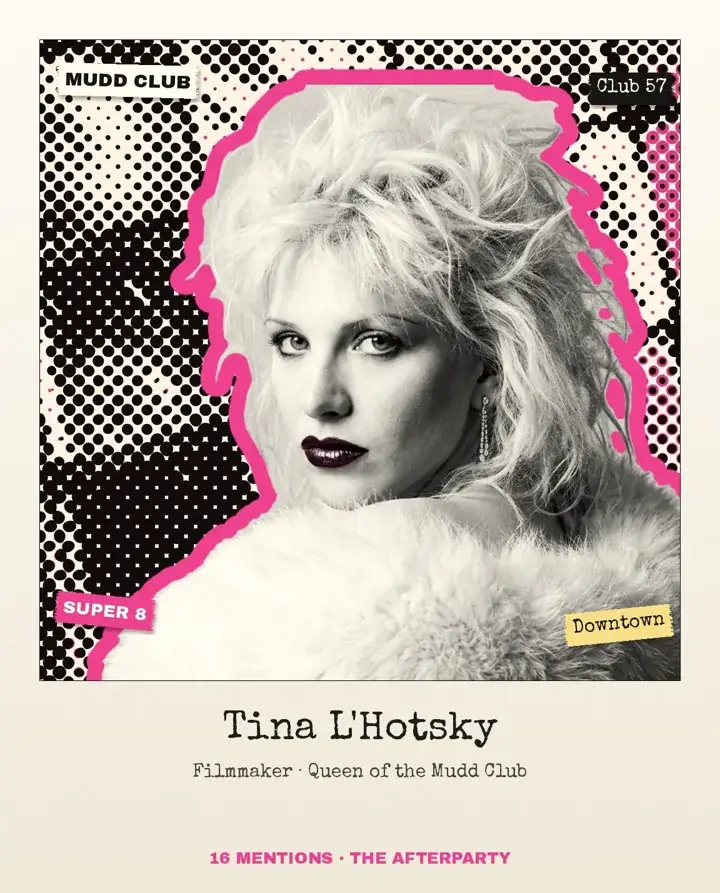 MUDD CLUB
Club 57
SUPER 8
Downtown
Tina L'Hotsky
Filmmaker · Queen of the Mudd Club
16 MENTIONS · THE AFTERPARTY